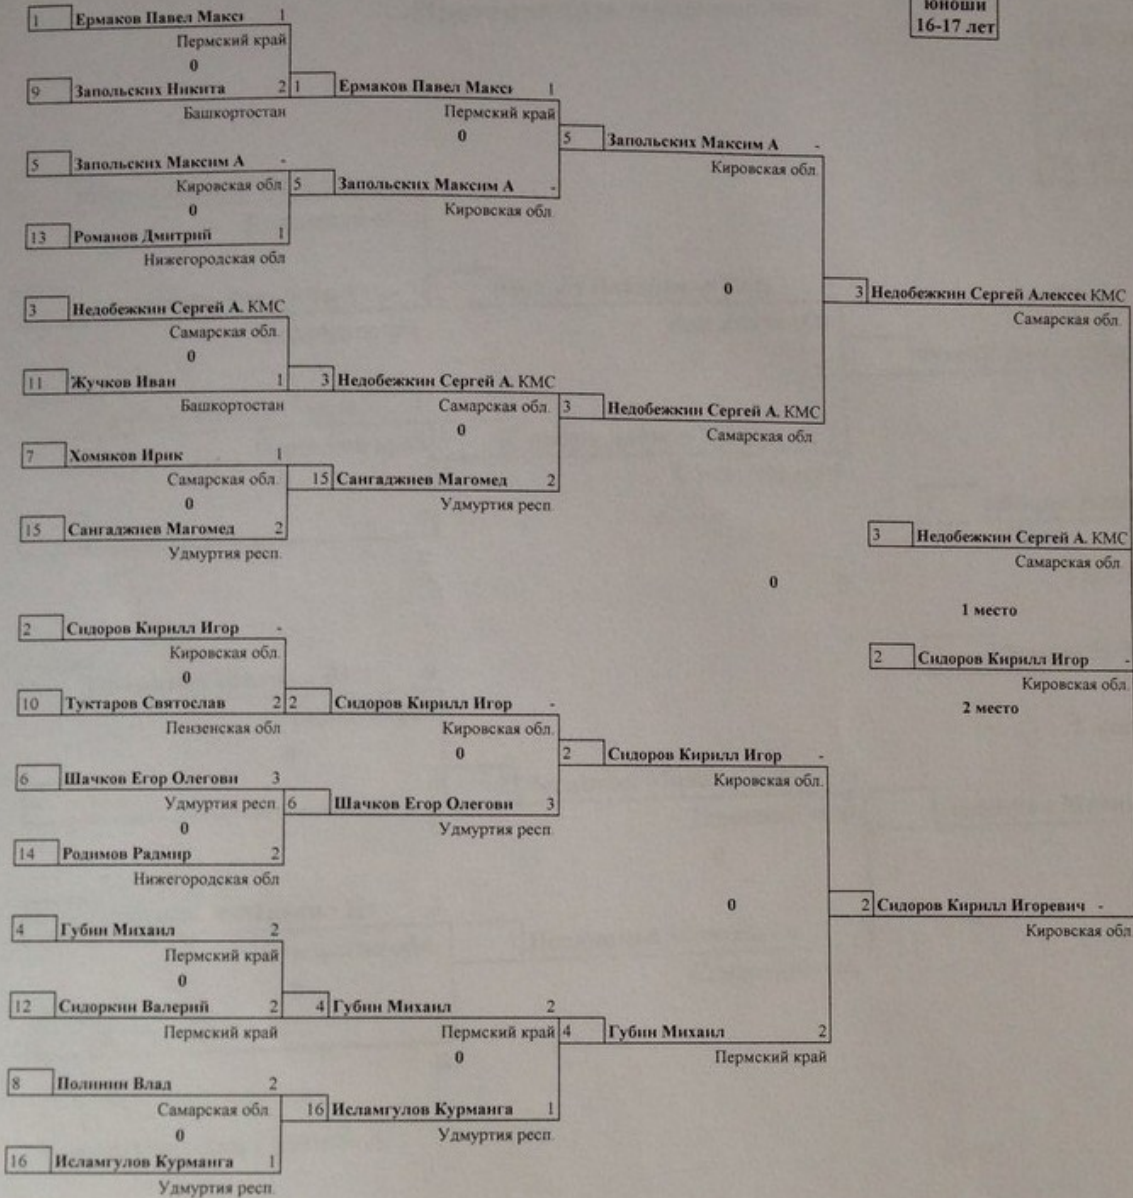 юноши
16-17 лет
1 Ермаков Павел Макс 1
Пермский край
0
9 Запольских Никита 2
Башкортостан
5 Запольских Максим А -
Кировская обл.
0
13 Романов Дмитрий 1
Нижегородская обл
3 Недобежкин Сергей А. КМС
Самарская обл.
0
11 Жучков Иван 1
Башкортостан
7 Хомяков Ирик 1
Самарская обл.
0
15 Сангаджиев Магомед 2
Удмуртия респ.
2 Сидоров Кирилл Игор -
Кировская обл.
0
10 Туктаров Святослав 2
Пензенская обл
6 Шачков Егор Олегови 3
Удмуртия респ.
0
14 Родимов Радмир 2
Нижегородская обл
4 Губин Михаил 2
Пермский край
0
12 Сидоркин Валерий 2
Пермский край
8 Полинин Влад 2
Самарская обл
0
16 Исламгулов Курманга 1
Удмуртия респ.
1 Ермаков Павел Макс 1
Пермский край
0
5 Запольских Максим А -
Кировская обл.
3 Недобежкин Сергей А. КМС
Самарская обл.
0
15 Сангаджиев Магомед 2
Удмуртия респ.
2 Сидоров Кирилл Игор -
Кировская обл.
0
6 Шачков Егор Олегови 3
Удмуртия респ.
4 Губин Михаил 2
Пермский край
0
16 Исламгулов Курманга 1
Удмуртия респ.
5 Запольских Максим А -
Кировская обл.
0
3 Недобежкин Сергей А. КМС
Самарская обл.
0
2 Сидоров Кирилл Игор -
Кировская обл.
0
4 Губин Михаил 2
Пермский край
3 Недобежкин Сергей Алексе КМС
Самарская обл.
3 Недобежкин Сергей А. КМС
Самарская обл.
1 место
2 Сидоров Кирилл Игор -
Кировская обл.
2 место
2 Сидоров Кирилл Игоревич -
Кировская обл